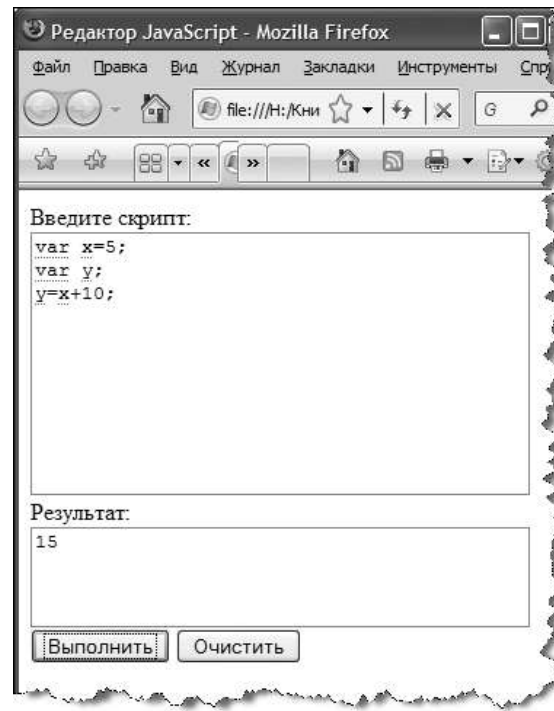 Редактор JavaScript - Mozilla Firefox
Файл Правка Вид Журнал Закладки Инструменты
file:///H:/Кни G
Введите скрипт:
var x=5;
var y;
y=x+10;
Результат:
15
Выполнить Очистить